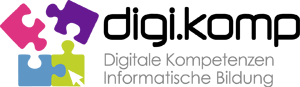 digi.komp
Digitale Kompetenzen
Informatische Bildung